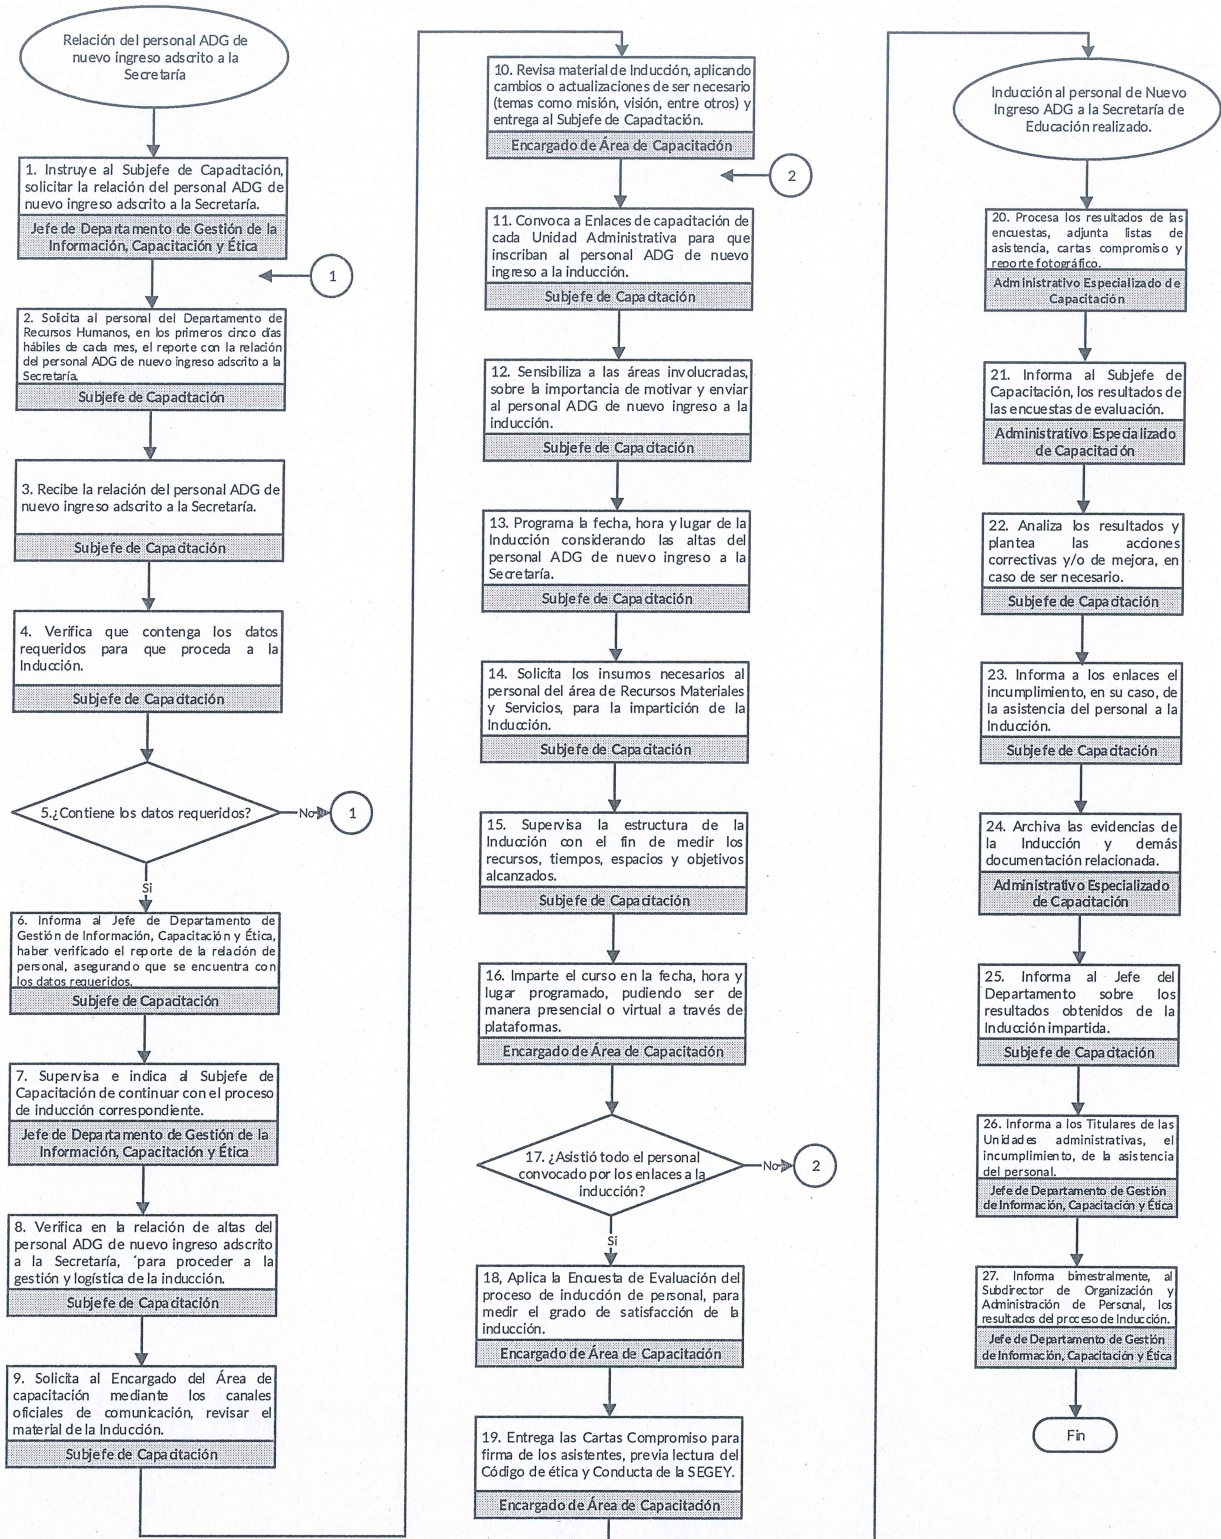 Relación del personal ADG de
nuevo ingreso adscrito a la
Secretaría
1. Instruye al Subjefe de Capacitación,
solicitar la relación del personal ADG de
nuevo ingreso adscrito a la Secretaría.
Jefe de Departamento de Gestión de la
Información, Capacitación y Ética
1
2. Solicita al personal del Departamento de
Recursos Humanos, en los primeros cinco días
hábiles de cada mes, el reporte con la relación
del personal ADG de nuevo ingreso adscrito a la
Secretaría.
Subjefe de Capacitación
3. Recibe la relación del personal ADG de
nuevo ingreso adscrito a la Secretaría.
Subjefe de Capacitación
4. Verifica que contenga los datos
requeridos para que proceda a la
Inducción.
Subjefe de Capacitación
5.¿Contiene los datos requeridos?
No
1
Si
6. Informa al Jefe de Departamento de
Gestión de Información, Capacitación y Ética,
haber verificado el reporte de la relación de
personal, asegurando que se encuentra con
los datos requeridos.
Subjefe de Capacitación
7. Supervisa e indica al Subjefe de
Capacitación de continuar con el proceso
de inducción correspondiente.
Jefe de Departamento de Gestión de la
Información, Capacitación y Ética
8. Verifica en la relación de altas del
personal ADG de nuevo ingreso adscrito
a la Secretaría, ´para proceder a la
gestión y logística de la inducción.
Subjefe de Capacitación
9. Solicita al Encargado del Área de
capacitación mediante los canales
oficiales de comunicación, revisar el
material de la Inducción.
Subjefe de Capacitación
10. Revisa material de Inducción, aplicando
cambios o actualizaciones de ser necesario
(temas como misión, visión, entre otros) y
entrega al Subjefe de Capacitación.
Encargado de Área de Capacitación
2
11. Convoca a Enlaces de capacitación de
cada Unidad Administrativa para que
inscriban al personal ADG de nuevo
ingreso a la inducción.
Subjefe de Capacitación
12. Sensibiliza a las áreas involucradas,
sobre la importancia de motivar y enviar
al personal ADG de nuevo ingreso a la
inducción.
Subjefe de Capacitación
13. Programa la fecha, hora y lugar de la
Inducción considerando las altas del
personal ADG de nuevo ingreso a la
Secretaría.
Subjefe de Capacitación
14. Solicita los insumos necesarios al
personal del área de Recursos Materiales
y Servicios, para la impartición de la
Inducción.
Subjefe de Capacitación
15. Supervisa la estructura de la
Inducción con el fin de medir los
recursos, tiempos, espacios y objetivos
alcanzados.
Subjefe de Capacitación
16. Imparte el curso en la fecha, hora y
lugar programado, pudiendo ser de
manera presencial o virtual a través de
plataformas.
Encargado de Área de Capacitación
17. ¿Asistió todo el personal
convocado por los enlaces a la
inducción?
No
2
Si
18, Aplica la Encuesta de Evaluación del
proceso de inducción de personal, para
medir el grado de satisfacción de la
inducción.
Encargado de Área de Capacitación
19. Entrega las Cartas Compromiso para
firma de los asistentes, previa lectura del
Código de ética y Conducta de la SEGEY.
Encargado de Área de Capacitación
Inducción al personal de Nuevo
Ingreso ADG a la Secretaría de
Educación realizado.
20. Procesa los resultados de las
encuestas, adjunta listas de
asistencia, cartas compromiso y
reporte fotográfico.
Administrativo Especializado de
Capacitación
21. Informa al Subjefe de
Capacitación, los resultados de
las encuestas de evaluación.
Administrativo Especializado
de Capacitación
22. Analiza los resultados y
plantea las acciones
correctivas y/o de mejora, en
caso de ser necesario.
Subjefe de Capacitación
23. Informa a los enlaces el
incumplimiento, en su caso, de
la asistencia del personal a la
Inducción.
Subjefe de Capacitación
24. Archiva las evidencias de
la Inducción y demás
documentación relacionada.
Administrativo Especializado
de Capacitación
25. Informa al Jefe del
Departamento sobre los
resultados obtenidos de la
Inducción impartida.
Subjefe de Capacitación
26. Informa a los Titulares de las
Unidades administrativas, el
incumplimiento, de la asistencia
del personal.
Jefe de Departamento de Gestión
de Información, Capacitación y Ética
27. Informa bimestralmente, al
Subdirector de Organización y
Administración de Personal, los
resultados del proceso de Inducción.
Jefe de Departamento de Gestión
de Información, Capacitación y Ética
Fin